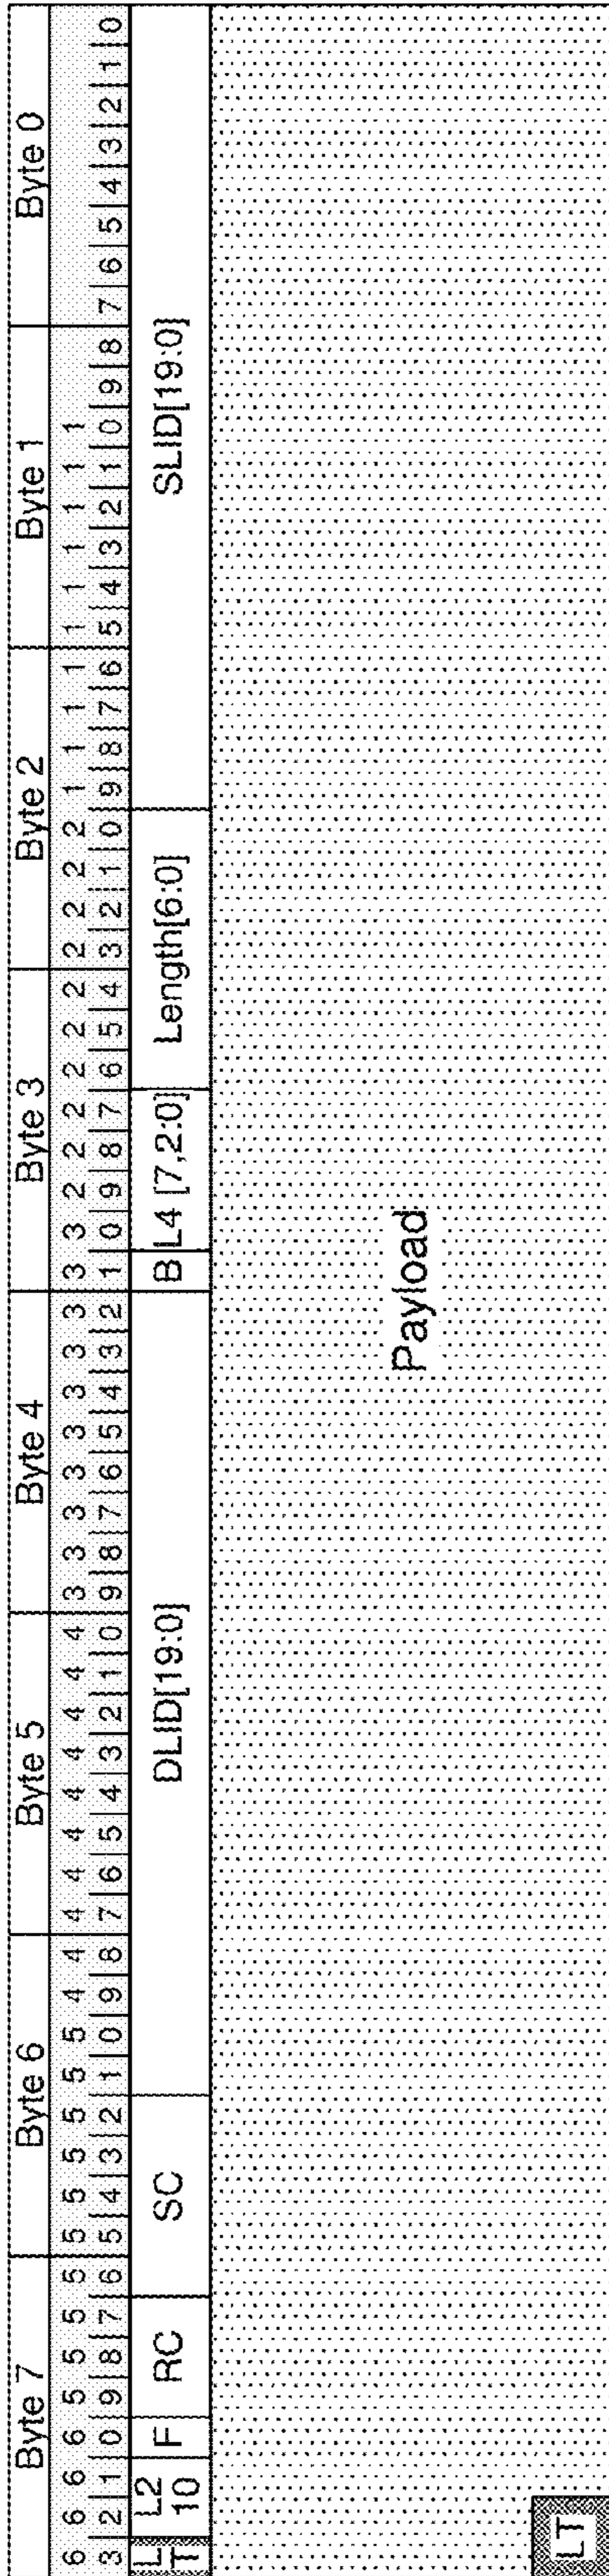 Byte 7 Byte 6 Byte 5 Byte 4 Byte 3 Byte 2 Byte 1 Byte 0
6 6 6 6 5 5 5 5 5 5 5 5 5 5 4 4 4 4 4 4 4 4 4 4 3 3 3 3 3 3 3 3 3 3 2 2 2 2 2 2 2 2 2 2 1 1 1 1 1 1 1 1 1 1
3 2 1 0 9 8 7 6 5 4 3 2 1 0 9 8 7 6 5 4 3 2 1 0 9 8 7 6 5 4 3 2 1 0 9 8 7 6 5 4 3 2 1 0 9 8 7 6 5 4 3 2 1 0 9 8 7 6 5 4 3 2 1 0
L L2 F RC SC DLID[19:0] B L4 [7,2:0] Length[6:0] SLID[19:0]
T 10
Payload
LT